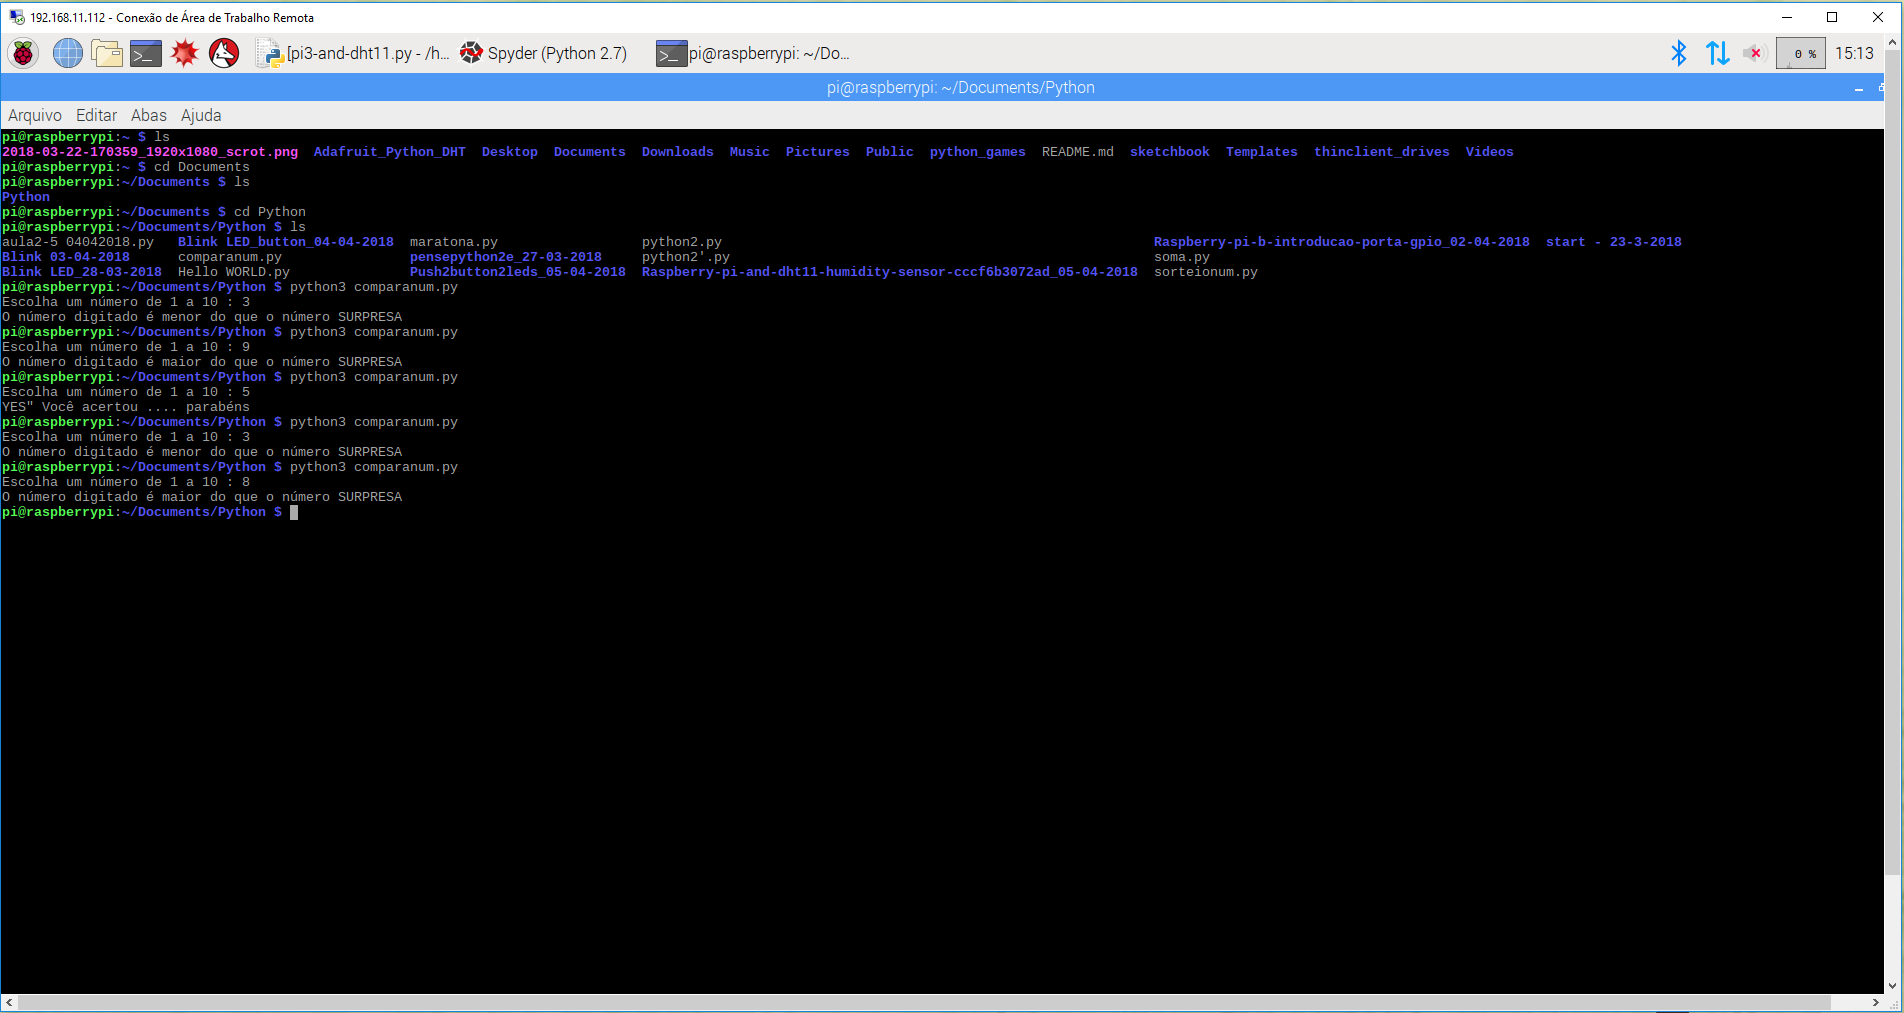 192.168.11.112 - Conexão de Área de Trabalho Remota
[pi3-and-dht11.py - /h... Spyder (Python 2.7) pi@raspberrypi: ~/Do... 0 % 15:13
pi@raspberrypi: ~/Documents/Python
Arquivo Editar Abas Ajuda
pi@raspberrypi:~ $ ls
2018-03-22-170359_1920x1080_scrot.png Adafruit_Python_DHT Desktop Documents Downloads Music Pictures Public python_games README.md sketchbook Templates thinclient_drives Videos
pi@raspberrypi:~ $ cd Documents
pi@raspberrypi:~/Documents $ ls
Python
pi@raspberrypi:~/Documents $ cd Python
pi@raspberrypi:~/Documents/Python $ ls
aula2-5 04042018.py Blink LED_button_04-04-2018 maratona.py python2.py Raspberry-pi-b-introducao-porta-gpio_02-04-2018 start - 23-3-2018
Blink 03-04-2018 comparanum.py pensepython2e_27-03-2018 python2'.py soma.py
Blink LED_28-03-2018 Hello WORLD.py Push2button2leds_05-04-2018 Raspberry-pi-and-dht11-humidity-sensor-cccf6b3072ad_05-04-2018 sorteionum.py
pi@raspberrypi:~/Documents/Python $ python3 comparanum.py
Escolha um número de 1 a 10 : 3
O número digitado é menor do que o número SURPRESA
pi@raspberrypi:~/Documents/Python $ python3 comparanum.py
Escolha um número de 1 a 10 : 9
O número digitado é maior do que o número SURPRESA
pi@raspberrypi:~/Documents/Python $ python3 comparanum.py
Escolha um número de 1 a 10 : 5
YES" Você acertou .... parabéns
pi@raspberrypi:~/Documents/Python $ python3 comparanum.py
Escolha um número de 1 a 10 : 3
O número digitado é menor do que o número SURPRESA
pi@raspberrypi:~/Documents/Python $ python3 comparanum.py
Escolha um número de 1 a 10 : 8
O número digitado é maior do que o número SURPRESA
pi@raspberrypi:~/Documents/Python $